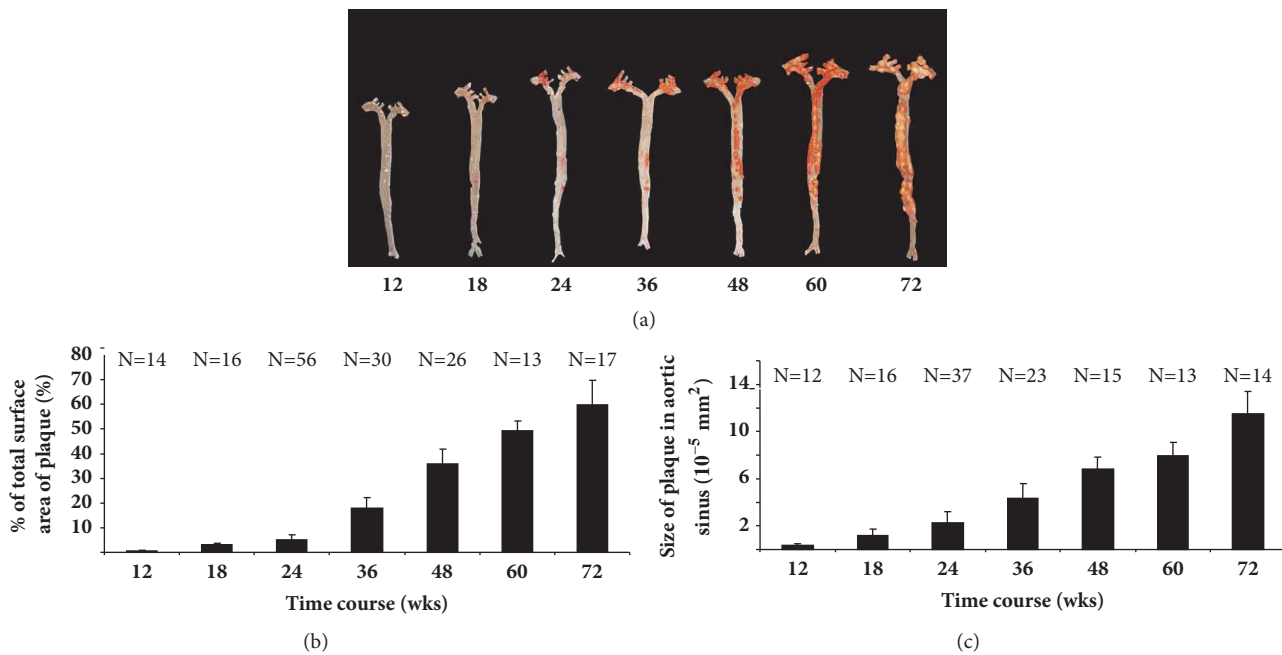 12 18 24 36 48 60 72
(a)
% of total surface
area of plaque (%)
80
70
60
50
40
30
20
10
N=14 N=16 N=56 N=30 N=26 N=13 N=17
12 18 24 36 48 60 72
Time course (wks)
(b)
Size of plaque in aortic
sinus (10⁻⁵ mm²)
14
10
6
2
N=12 N=16 N=37 N=23 N=15 N=13 N=14
12 18 24 36 48 60 72
Time course (wks)
(c)